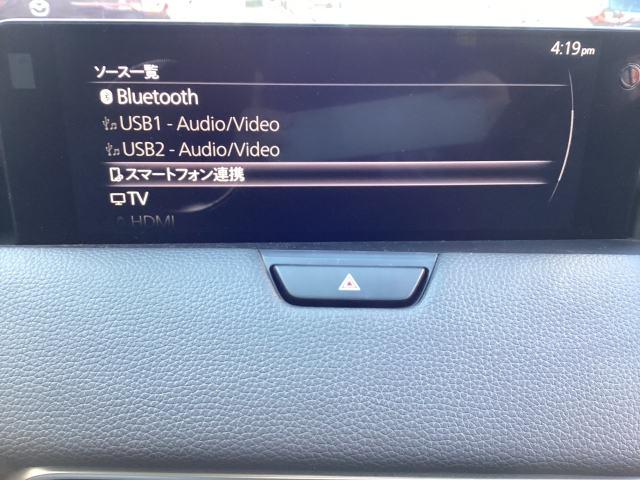 4:19pm
ソース一覧
Bluetooth
USB1 - Audio/Video
USB2 - Audio/Video
スマートフォン連携
TV
HDMI